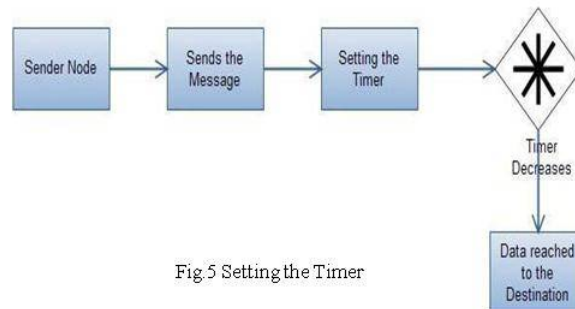 Sender Node
Sends the
Message
Setting the
Timer
Timer
Decreases
Data reached
to the
Destination
Fig.5 Setting the Timer